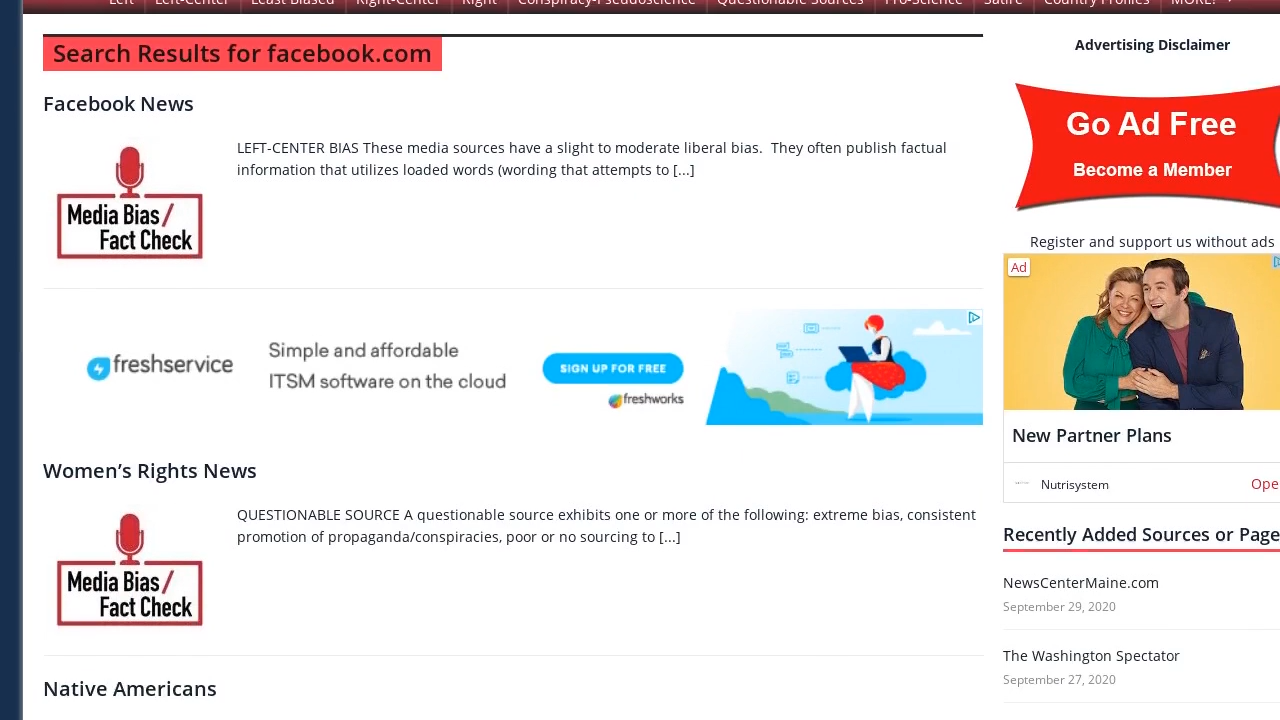 Left Left-Center Least Biased Right-Center Right Conspiracy-Pseudoscience Questionable Sources Pro-Science Satire Country Profiles MORE!
Search Results for facebook.com
Facebook News
Media Bias/
Fact Check
LEFT-CENTER BIAS These media sources have a slight to moderate liberal bias.  They often publish factual
information that utilizes loaded words (wording that attempts to [...]
freshservice
Simple and affordable
ITSM software on the cloud
SIGN UP FOR FREE
freshworks
Women’s Rights News
Media Bias/
Fact Check
QUESTIONABLE SOURCE A questionable source exhibits one or more of the following: extreme bias, consistent
promotion of propaganda/conspiracies, poor or no sourcing to [...]
Native Americans
Advertising Disclaimer
Go Ad Free
Become a Member
Register and support us without ads
Ad
New Partner Plans
Nutrisystem
Ope
Recently Added Sources or Page
NewsCenterMaine.com
September 29, 2020
The Washington Spectator
September 27, 2020